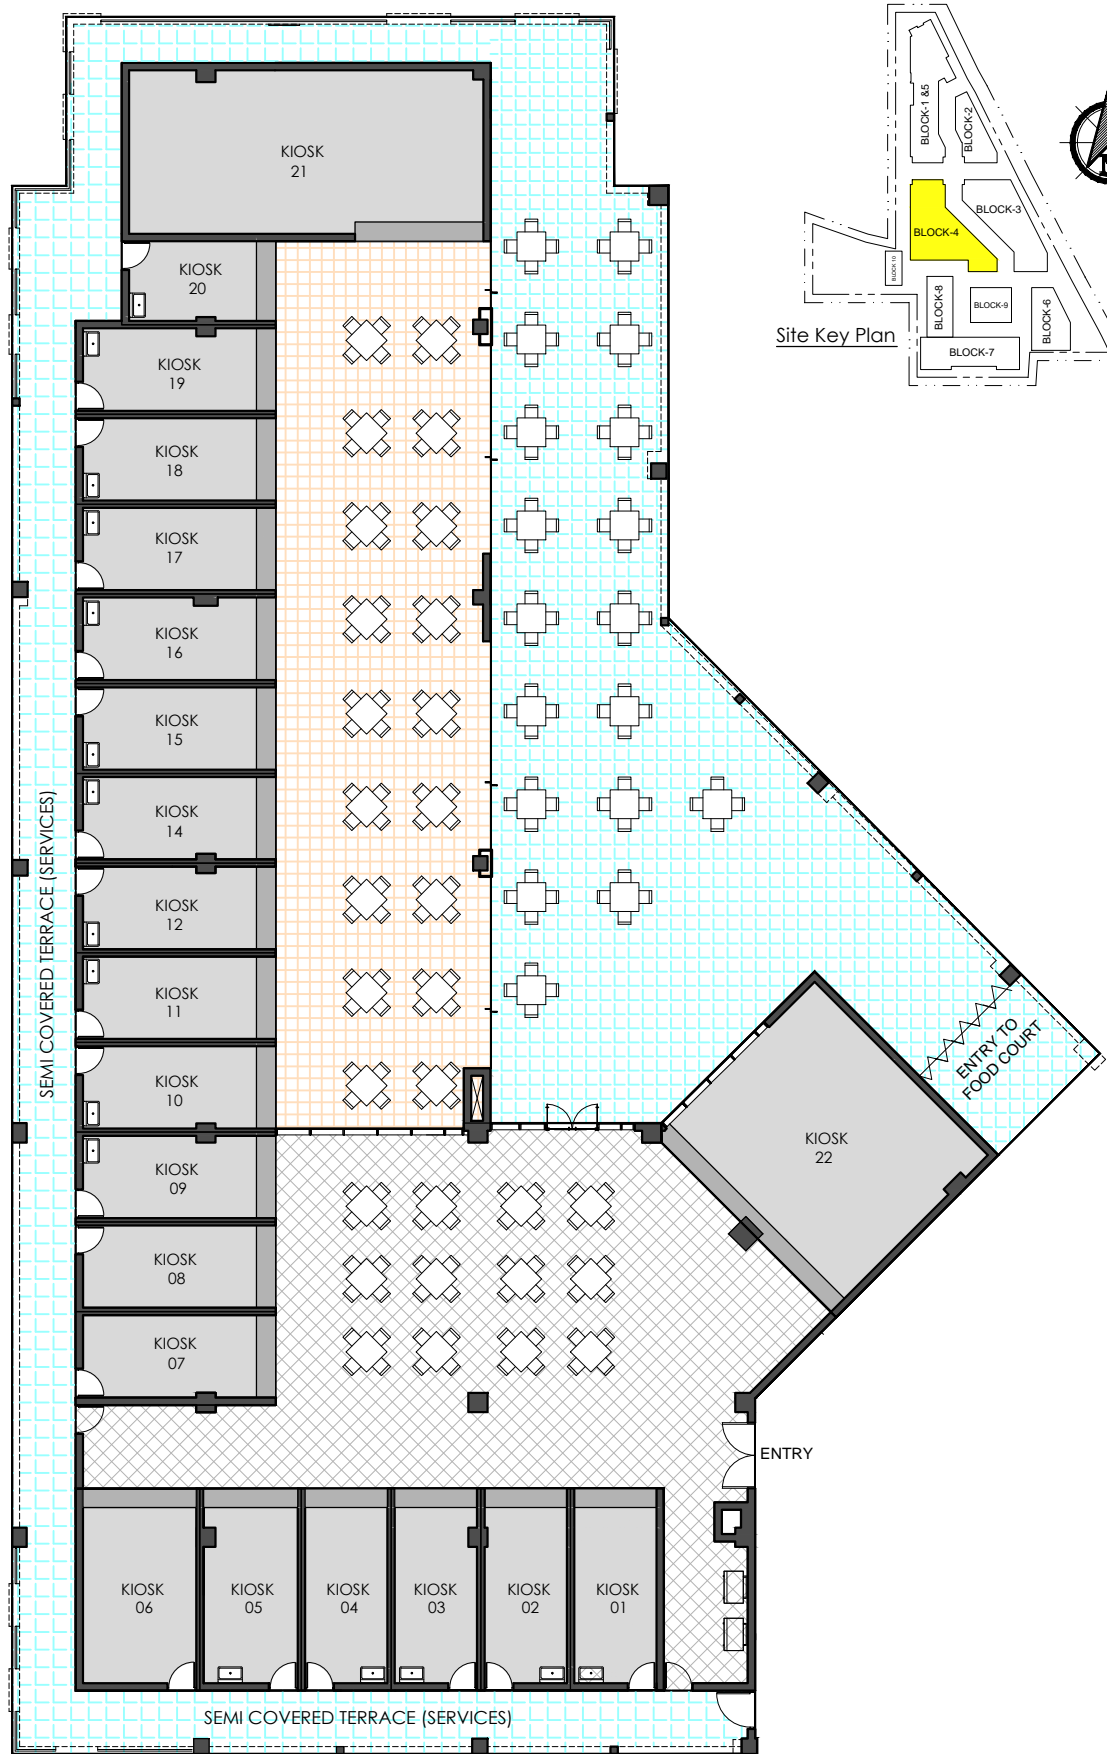 KIOSK
21
KIOSK
20
KIOSK
19
KIOSK
18
KIOSK
17
KIOSK
16
KIOSK
15
KIOSK
14
KIOSK
12
KIOSK
11
KIOSK
10
KIOSK
09
KIOSK
08
KIOSK
07
KIOSK
06
KIOSK
05
KIOSK
04
KIOSK
03
KIOSK
02
KIOSK
01
KIOSK
22
ENTRY TO
FOOD COURT
ENTRY
SEMI COVERED TERRACE (SERVICES)
SEMI COVERED TERRACE (SERVICES)
BLOCK-1 &5
BLOCK-2
BLOCK-3
BLOCK-4
BLOCK 10
BLOCK-8
BLOCK-9
BLOCK-6
BLOCK-7
Site Key Plan